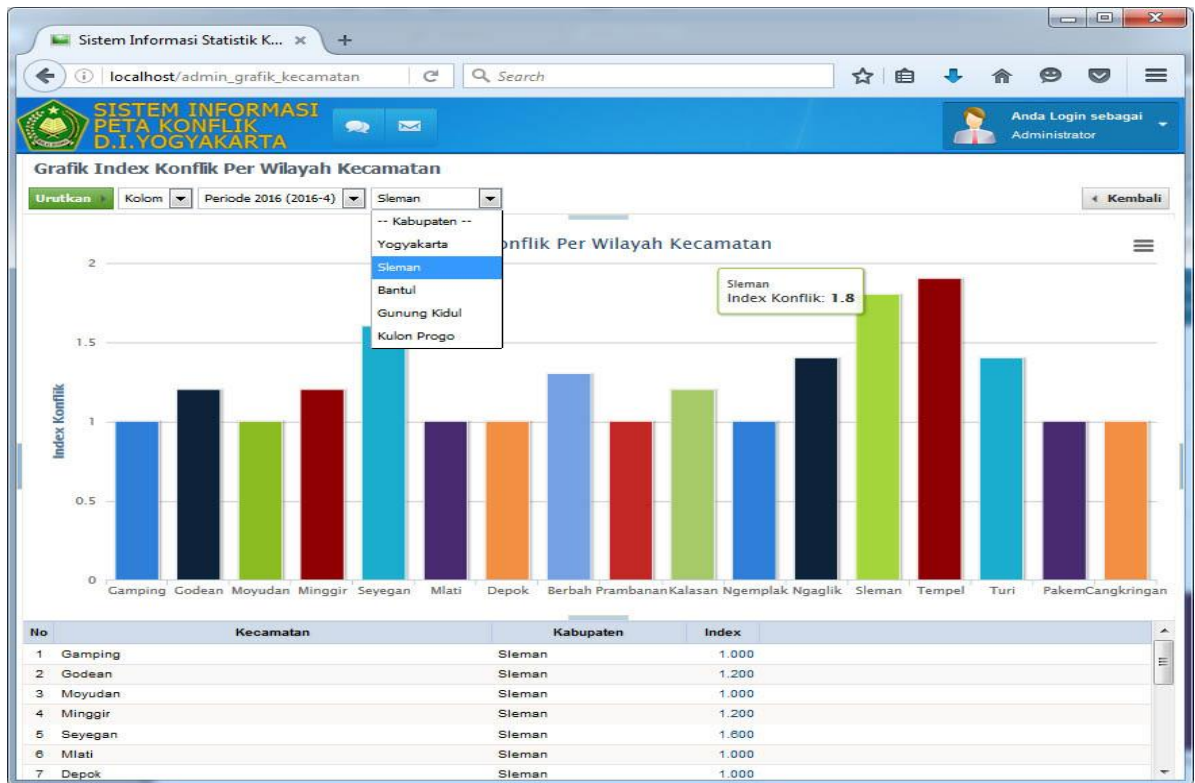 Sistem Informasi Statistik K...
localhost/admin_grafik_kecamatan
Search
SISTEM INFORMASI
PETA KONFLIK
D.I.YOGYAKARTA
Anda Login sebagai
Administrator
Grafik Index Konflik Per Wilayah Kecamatan
Urutkan Kolom Periode 2016 (2016-4) Sleman Kembali
-- Kabupaten --
Yogyakarta
Sleman
Bantul
Gunung Kidul
Kulon Progo
onflik Per Wilayah Kecamatan
Sleman
Index Konflik: 1.8
Index Konflik
2
1.5
1
0.5
0
Gamping Godean Moyudan Minggir Seyegan Mlati Depok Berbah Prambanan Kalasan Ngemplak Ngaglik Sleman Tempel Turi Pakem Cangkringan
No Kecamatan Kabupaten Index
1 Gamping Sleman 1.000
2 Godean Sleman 1.200
3 Moyudan Sleman 1.000
4 Minggir Sleman 1.200
5 Seyegan Sleman 1.600
6 Mlati Sleman 1.000
7 Depok Sleman 1.000